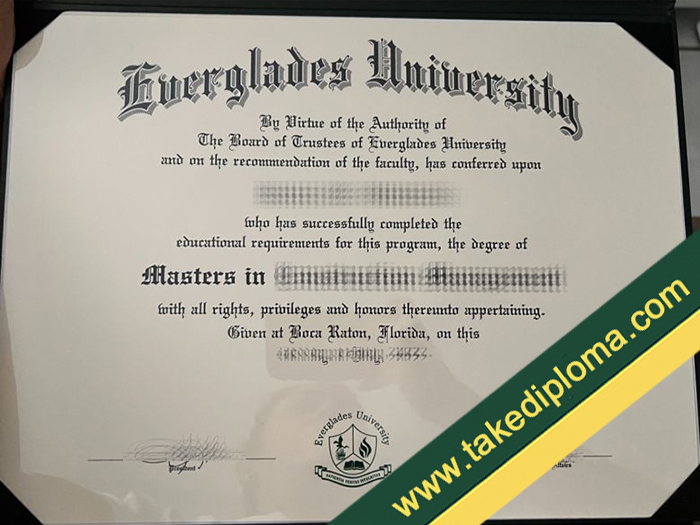 Everglades University
By Virtue of the Authority of
The Board of Trustees of Everglades University
and on the recommendation of the faculty, has conferred upon
who has successfully completed the
educational requirements for this program, the degree of
Masters in Construction Management
with all rights, privileges and honors thereunto appertaining.
Given at Boca Raton, Florida, on this
Everglades University
President
www.takediploma.com